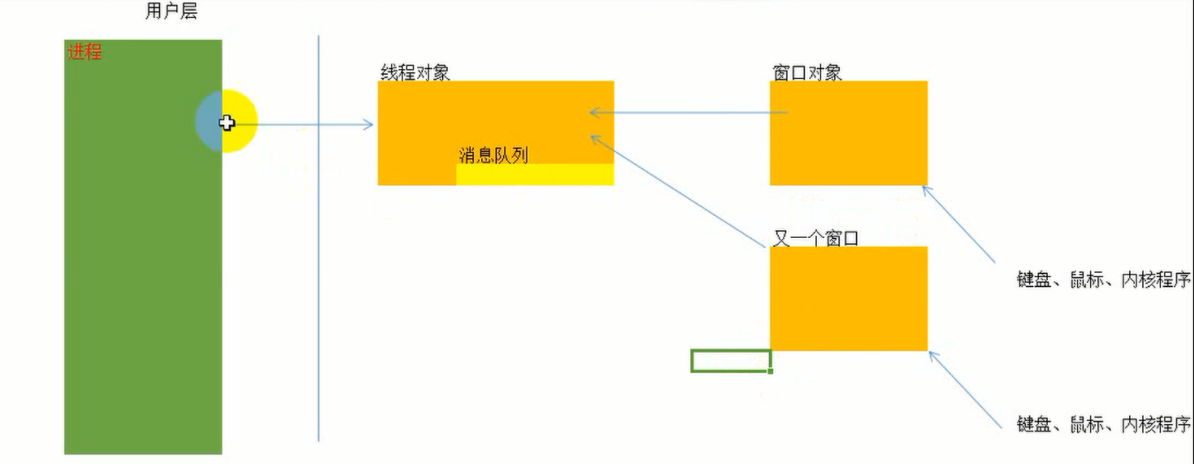 用户层
进程
线程对象
窗口对象
消息队列
又一个窗口
键盘、鼠标、内核程序
键盘、鼠标、内核程序